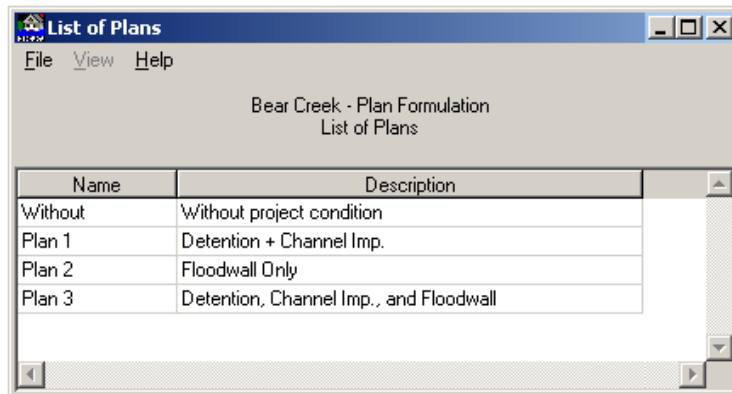 List of Plans
File View Help
Bear Creek - Plan Formulation
List of Plans
Name Description
Without Without project condition
Plan 1 Detention + Channel Imp.
Plan 2 Floodwall Only
Plan 3 Detention, Channel Imp., and Floodwall